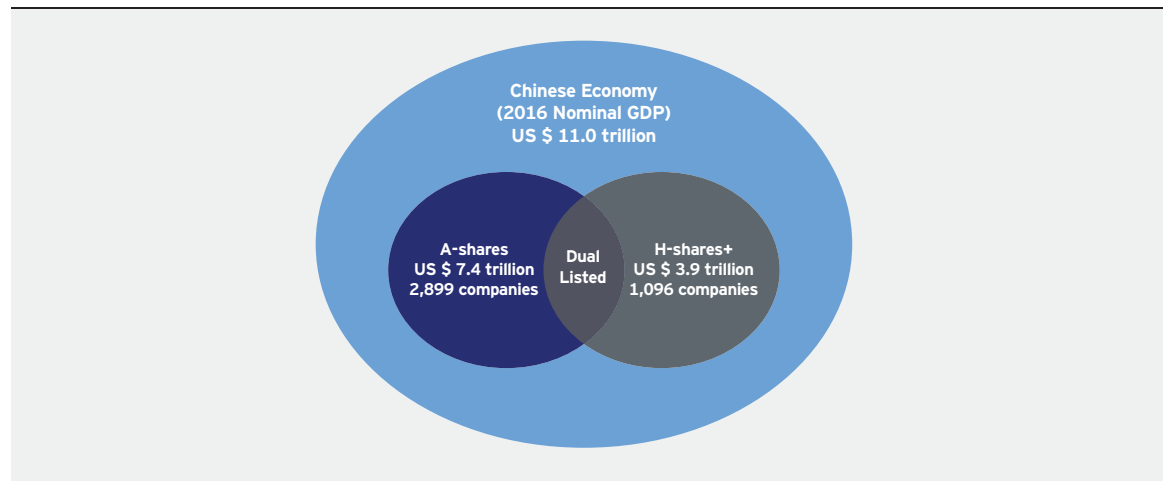 Chinese Economy
(2016 Nominal GDP)
US $ 11.0 trillion
A-shares
US $ 7.4 trillion
2,899 companies
Dual
Listed
H-shares+
US $ 3.9 trillion
1,096 companies